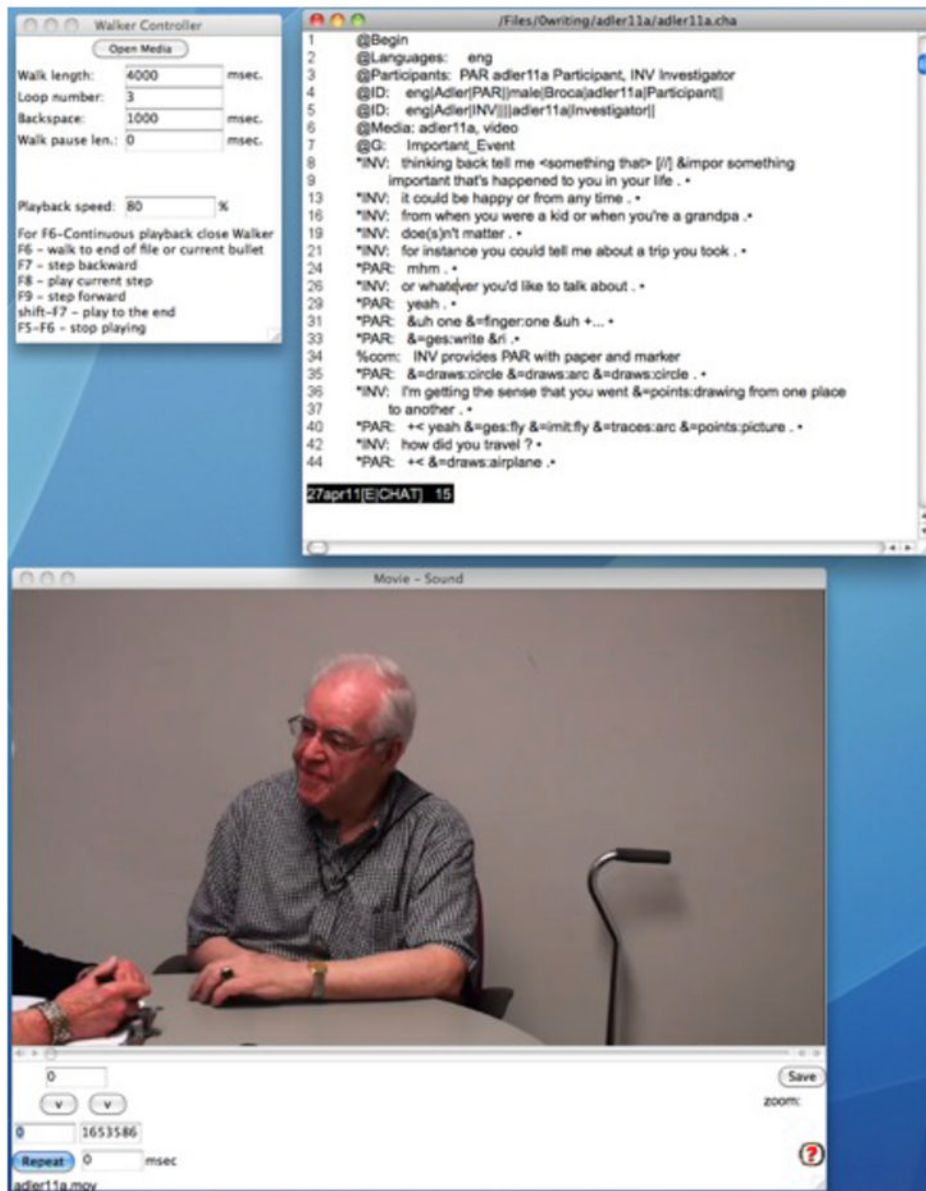 Walker Controller
Open Media
Walk length: 4000 msec.
Loop number: 3
Backspace: 1000 msec.
Walk pause len.: 0 msec.
Playback speed: 80 %
For F6-Continuous playback close Walker
F6 - walk to end of file or current bullet
F7 - step backward
F8 - play current step
F9 - step forward
shift-F7 - play to the end
F5-F6 - stop playing
/Files/0writing/adler11a/adler11a.cha
1 @Begin
2 @Languages: eng
3 @Participants: PAR adler11a Participant, INV Investigator
4 @ID: eng|Adler|PAR||male|Broca|adler11a|Participant||
5 @ID: eng|Adler|INV||||adler11a|Investigator||
6 @Media: adler11a, video
7 @G: Important_Event
8 *INV: thinking back tell me <something that> [//] &impor something
9 important that's happened to you in your life . •
13 *INV: it could be happy or from any time . •
16 *INV: from when you were a kid or when you're a grandpa . •
19 *INV: doe(s)n't matter . •
21 *INV: for instance you could tell me about a trip you took . •
24 *PAR: mhm . •
26 *INV: or whatever you'd like to talk about . •
29 *PAR: yeah . •
31 *PAR: &uh one &=finger:one &uh +... •
33 *PAR: &=ges:write &ri . •
34 %com: INV provides PAR with paper and marker
35 *PAR: &=draws:circle &=draws:arc &=draws:circle . •
36 *INV: I'm getting the sense that you went &=points:drawing from one place
37 to another . •
40 *PAR: +< yeah &=ges:fly &=imit:fly &=traces:arc &=points:picture . •
42 *INV: how did you travel ? •
44 *PAR: +< &=draws:airplane . •
27apr11[E|CHAT] 15
Movie - Sound
0
Save
v v
zoom:
0 1653586
Repeat 0 msec
?
adler11a.mov